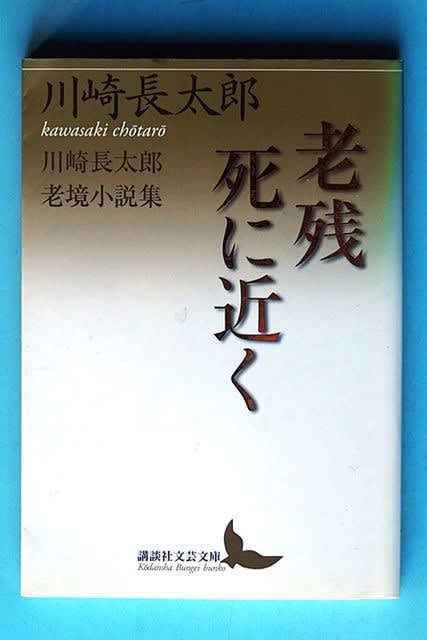 川崎長太郎
kawasaki chōtarō
川崎長太郎
老境小説集
老残
死に近く
講談社文芸文庫
Kōdansha Bungei bunko